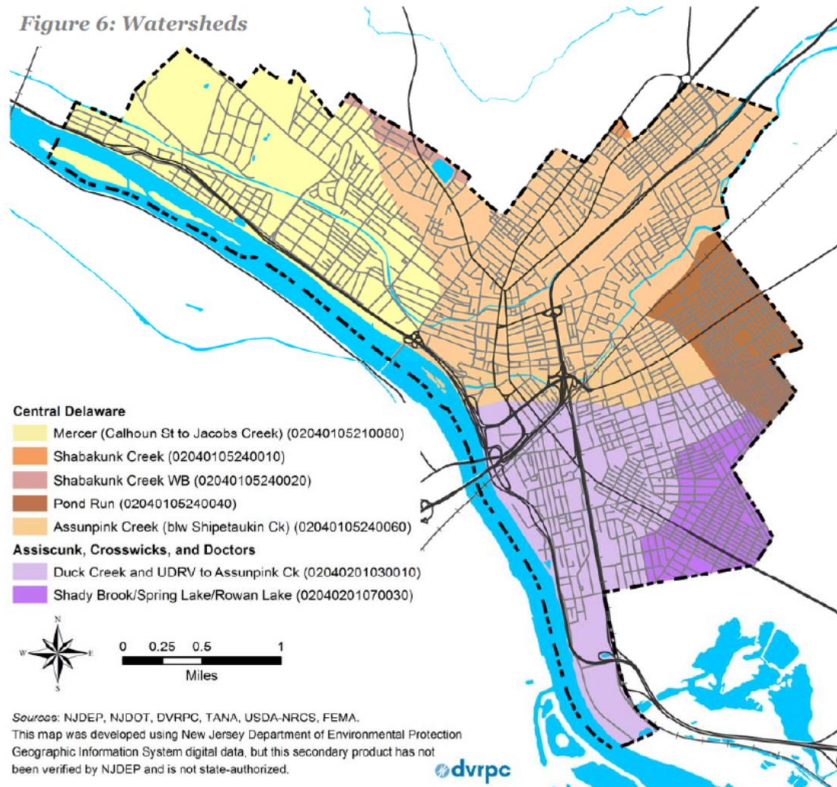 Figure 6: Watersheds
Central Delaware
Mercer (Calhoun St to Jacobs Creek) (02040105210080)
Shabakunk Creek (02040105240010)
Shabakunk Creek WB (02040105240020)
Pond Run (02040105240040)
Assunpink Creek (blw Shipetaukin Ck) (02040105240060)
Assiscunk, Crosswicks, and Doctors
Duck Creek and UDRV to Assunpink Ck (02040201030010)
Shady Brook/Spring Lake/Rowan Lake (02040201070030)
N
W E
S
0 0.25 0.5 1
Miles
Sources: NJDEP, NJDOT, DVRPC, TANA, USDA-NRCS, FEMA.
This map was developed using New Jersey Department of Environmental Protection
Geographic Information System digital data, but this secondary product has not
been verified by NJDEP and is not state-authorized.
dvrpc